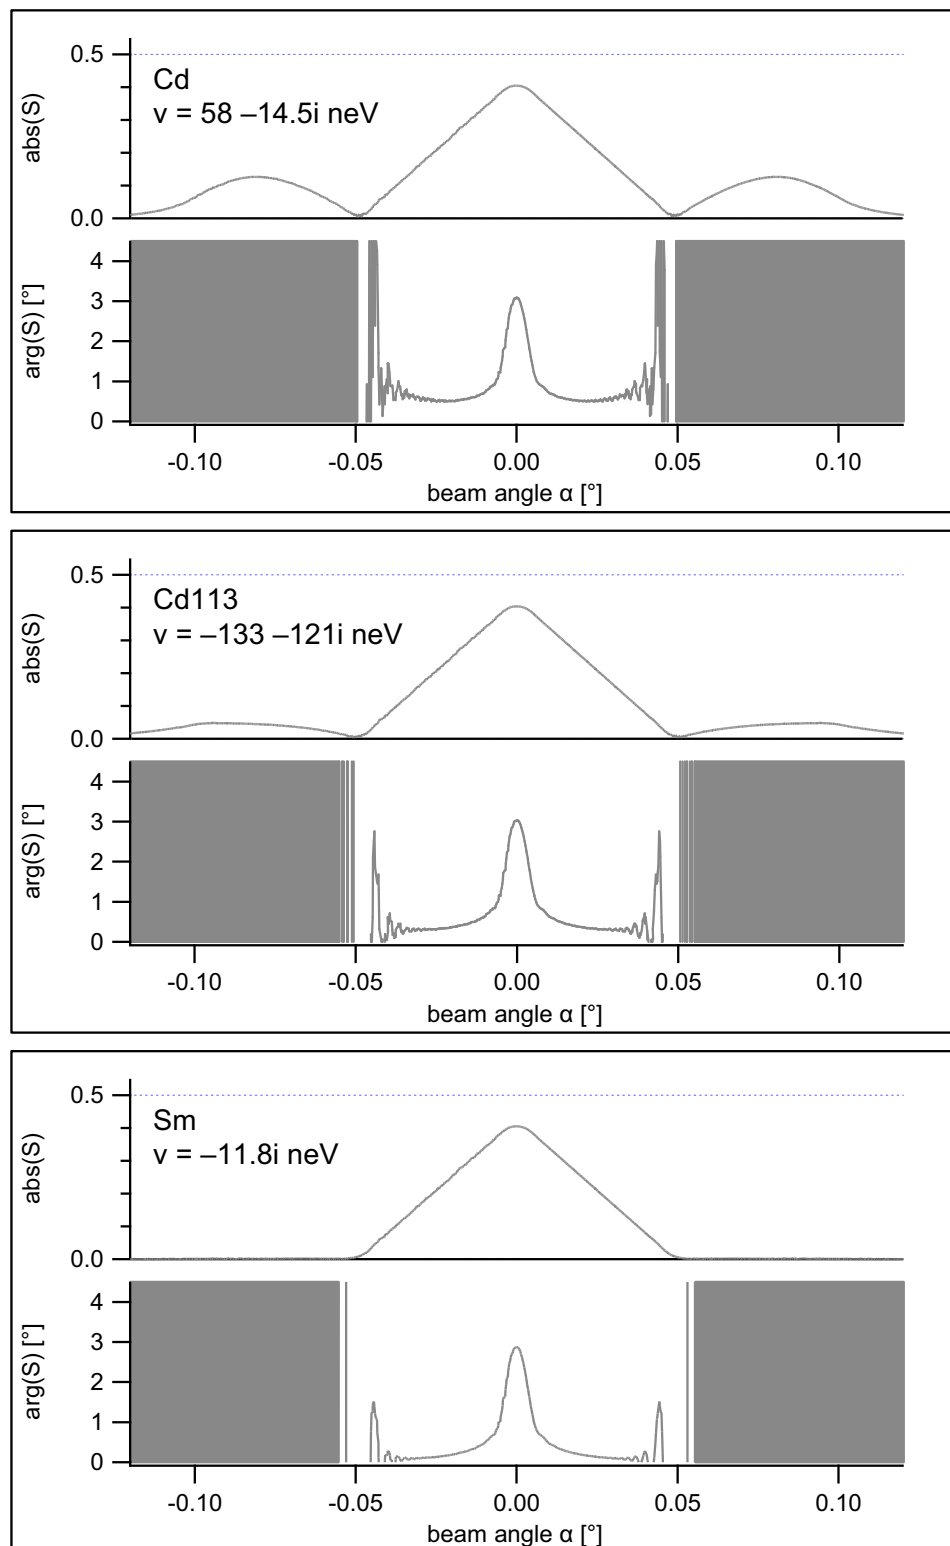 abs(S)
0.5
0.0
Cd
v = 58 –14.5i neV
arg(S) [°]
4
3
2
1
0
-0.10 -0.05 0.00 0.05 0.10
beam angle α [°]
abs(S)
0.5
0.0
Cd113
v = –133 –121i neV
arg(S) [°]
4
3
2
1
0
-0.10 -0.05 0.00 0.05 0.10
beam angle α [°]
abs(S)
0.5
0.0
Sm
v = –11.8i neV
arg(S) [°]
4
3
2
1
0
-0.10 -0.05 0.00 0.05 0.10
beam angle α [°]